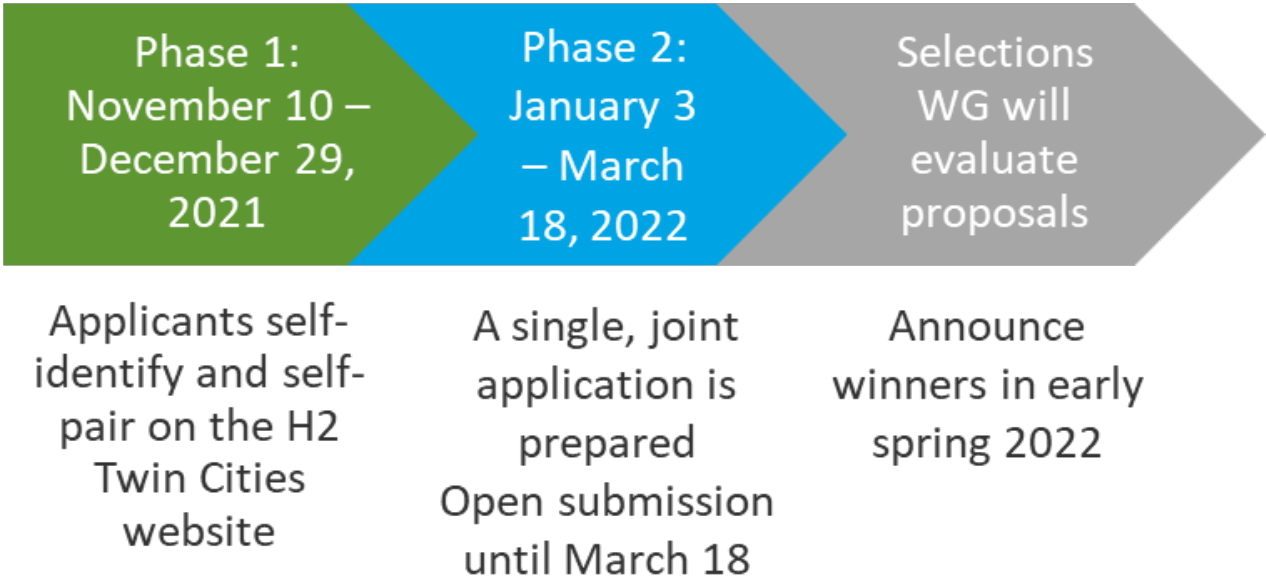 Phase 1:
November 10 –
December 29,
2021
Phase 2:
January 3
– March
18, 2022
Selections
WG will
evaluate
proposals
Applicants self-
identify and self-
pair on the H2
Twin Cities
website
A single, joint
application is
prepared
Open submission
until March 18
Announce
winners in early
spring 2022